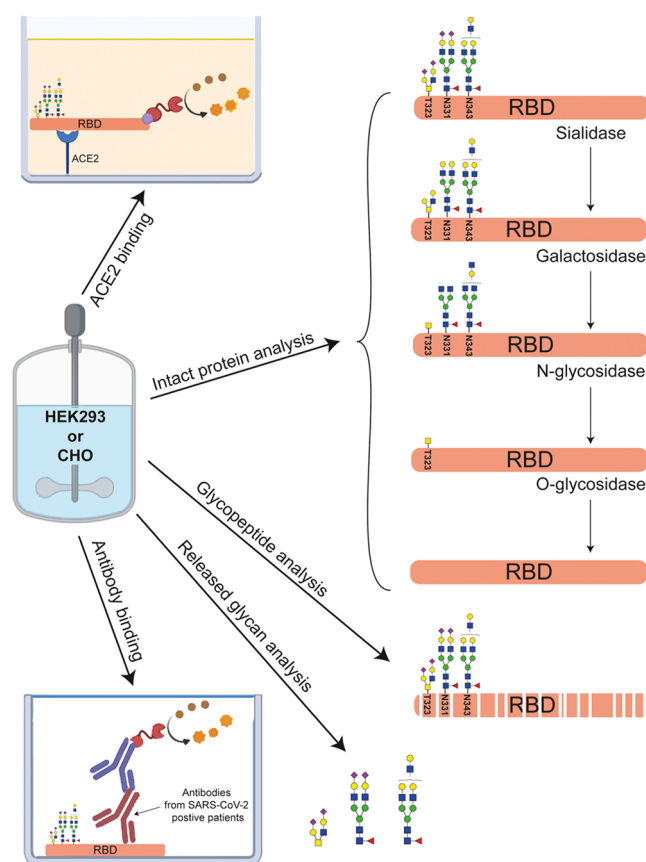 RBD
ACE2
ACE2 binding
HEK293
or
CHO
Intact protein analysis
Glycopeptide analysis
Released glycan analysis
Antibody
binding
T323
N331
N343
RBD
Sialidase
T323
N331
N343
RBD
Galactosidase
T323
N331
N343
RBD
N-glycosidase
T323
RBD
O-glycosidase
RBD
T323
N331
N343
RBD
Antibodies
from SARS-CoV-2
postive patients
RBD